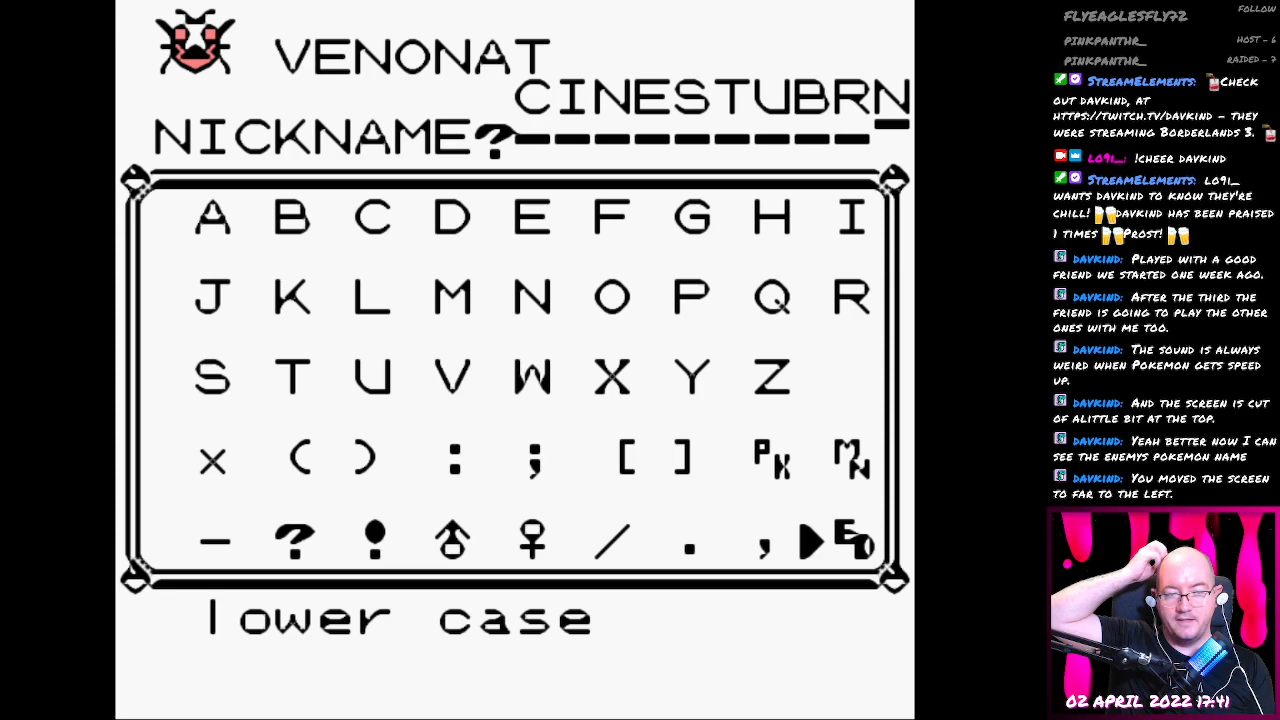 VENONAT
CINESTUBRN
NICKNAME?
A B C D E F G H I
J K L M N O P Q R
S T U V W X Y Z
× ( ) : ; [ ] PK MN
- ? ! ♂ ♀ / . , ▶ED
lower case
FLYEAGLESFLY72
FOLLOW
PINKPANTHR_ HOST - 6
PINKPANTHR_ RAIDED - 7
StreamElements: Check
out davkind, at
https://twitch.tv/davkind - they
were streaming Borderlands 3.
LO9I_: !cheer davkind
StreamElements: lo9i_
wants davkind to know they're
chill! davkind has been praised
1 times Prost!
davkind: Played with a good
friend we started one week ago.
davkind: After the third the
friend is going to play the other
ones with me too.
davkind: The sound is always
weird when Pokemon gets speed
up.
davkind: And the screen is cut
of alittle bit at the top.
davkind: Yeah better now I can
see the enemys pokemon name
davkind: You moved the screen
to far to the left.
02 APRIL 2022 17:41